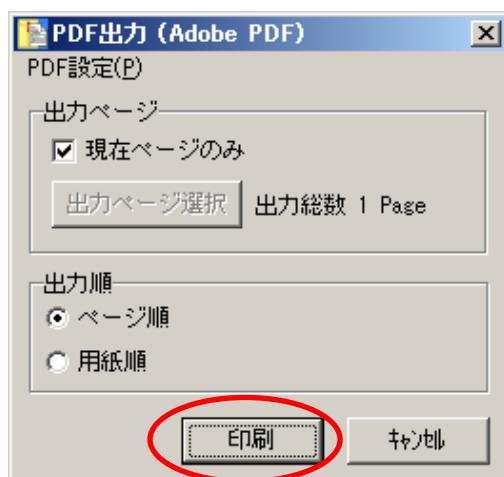 PDF出力 (Adobe PDF)
PDF設定(P)
出力ページ
現在ページのみ
出力ページ選択 出力総数 1 Page
出力順
ページ順
用紙順
印刷 ｷｬﾝｾﾙ